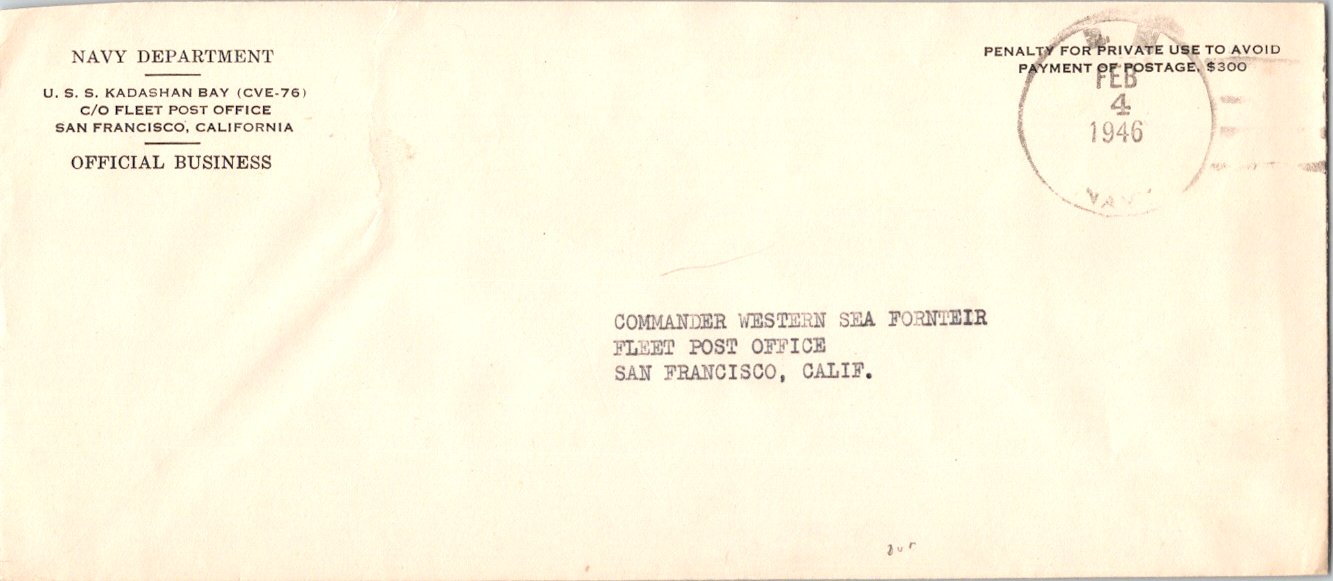 NAVY DEPARTMENT
U. S. S. KADASHAN BAY (CVE-76)
C/O FLEET POST OFFICE
SAN FRANCISCO, CALIFORNIA
OFFICIAL BUSINESS
PENALTY FOR PRIVATE USE TO AVOID
PAYMENT OF POSTAGE, $300
FEB
4
1946
NAVY
COMMANDER WESTERN SEA FORNTEIR
FLEET POST OFFICE
SAN FRANCISCO, CALIF.